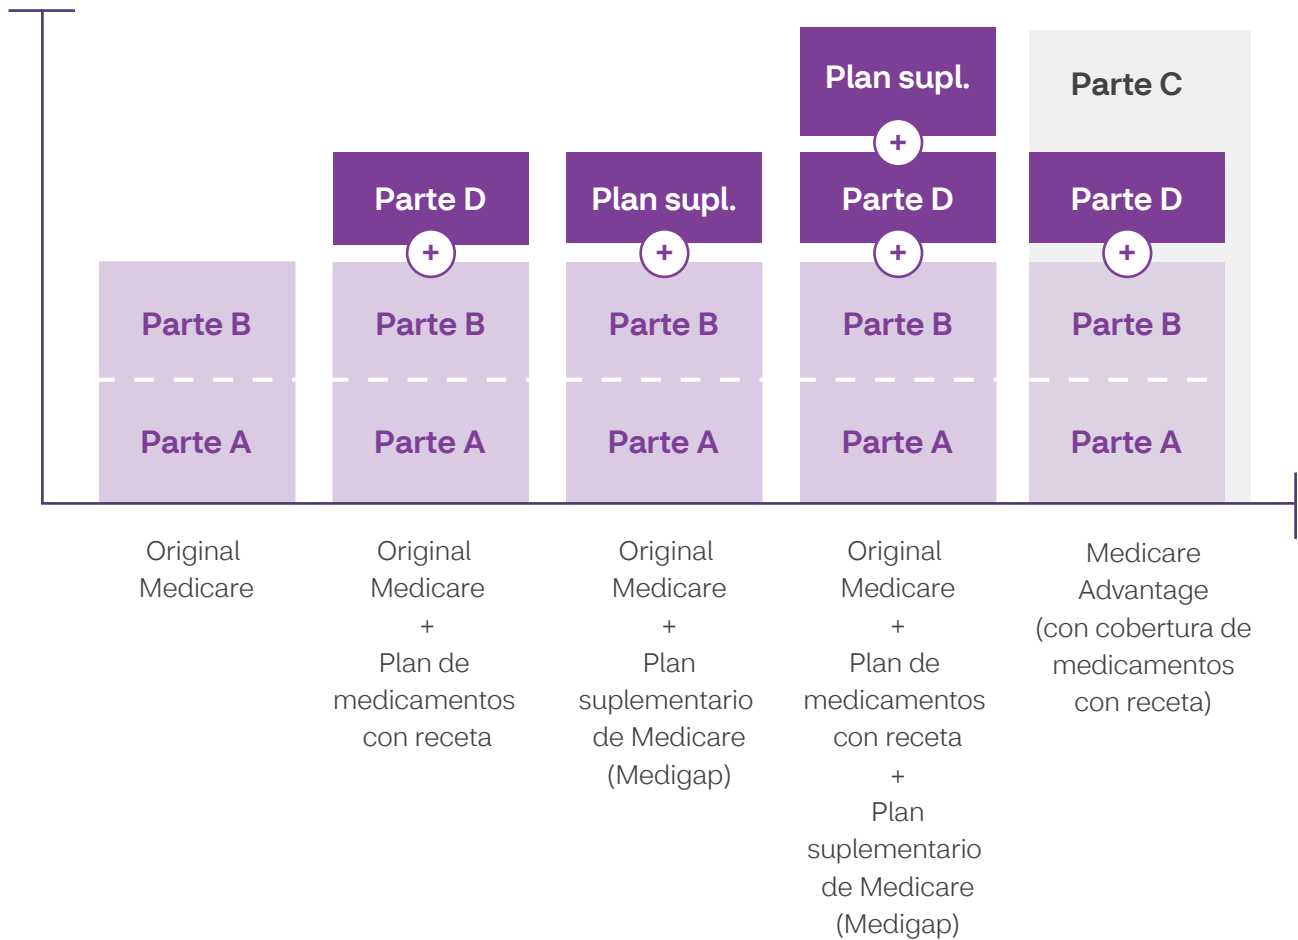 Plan supl.
Parte C
+
Parte D
Plan supl.
Parte D
Parte D
+
+
+
+
Parte B
Parte B
Parte B
Parte B
Parte B
Parte A
Parte A
Parte A
Parte A
Parte A
Original
Medicare
Original
Medicare
+
Plan de
medicamentos
con receta
Original
Medicare
+
Plan
suplementario
de Medicare
(Medigap)
Original
Medicare
+
Plan de
medicamentos
con receta
+
Plan
suplementario
de Medicare
(Medigap)
Medicare
Advantage
(con cobertura de
medicamentos
con receta)